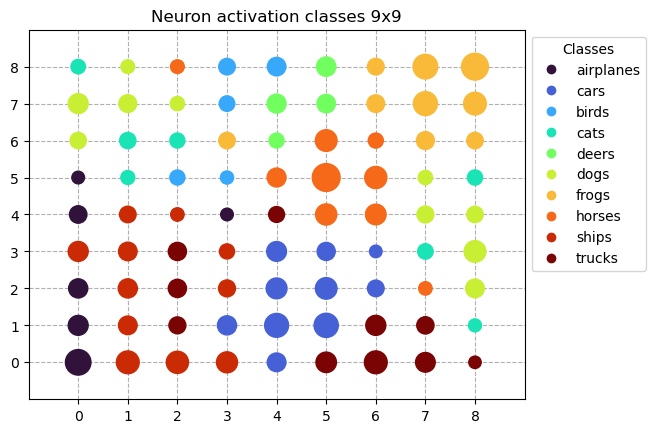 Neuron activation classes 9x9
8
7
6
5
4
3
2
1
0
0 1 2 3 4 5 6 7 8
Classes
airplanes
cars
birds
cats
deers
dogs
frogs
horses
ships
trucks